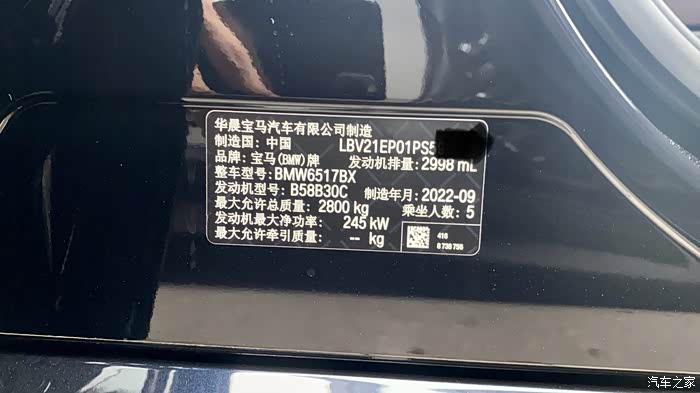 华晨宝马汽车有限公司制造
制造国: 中国 LBV21EP01PS5
品牌: 宝马(BMW)牌 发动机排量: 2998 mL
整车型号: BMW6517BX
发动机型号: B58B30C 制造年月: 2022-09
最大允许总质量: 2800 kg 乘坐人数: 5
发动机最大净功率: 245 kW
最大允许牵引质量: -- kg
416
8 738 756
汽车之家